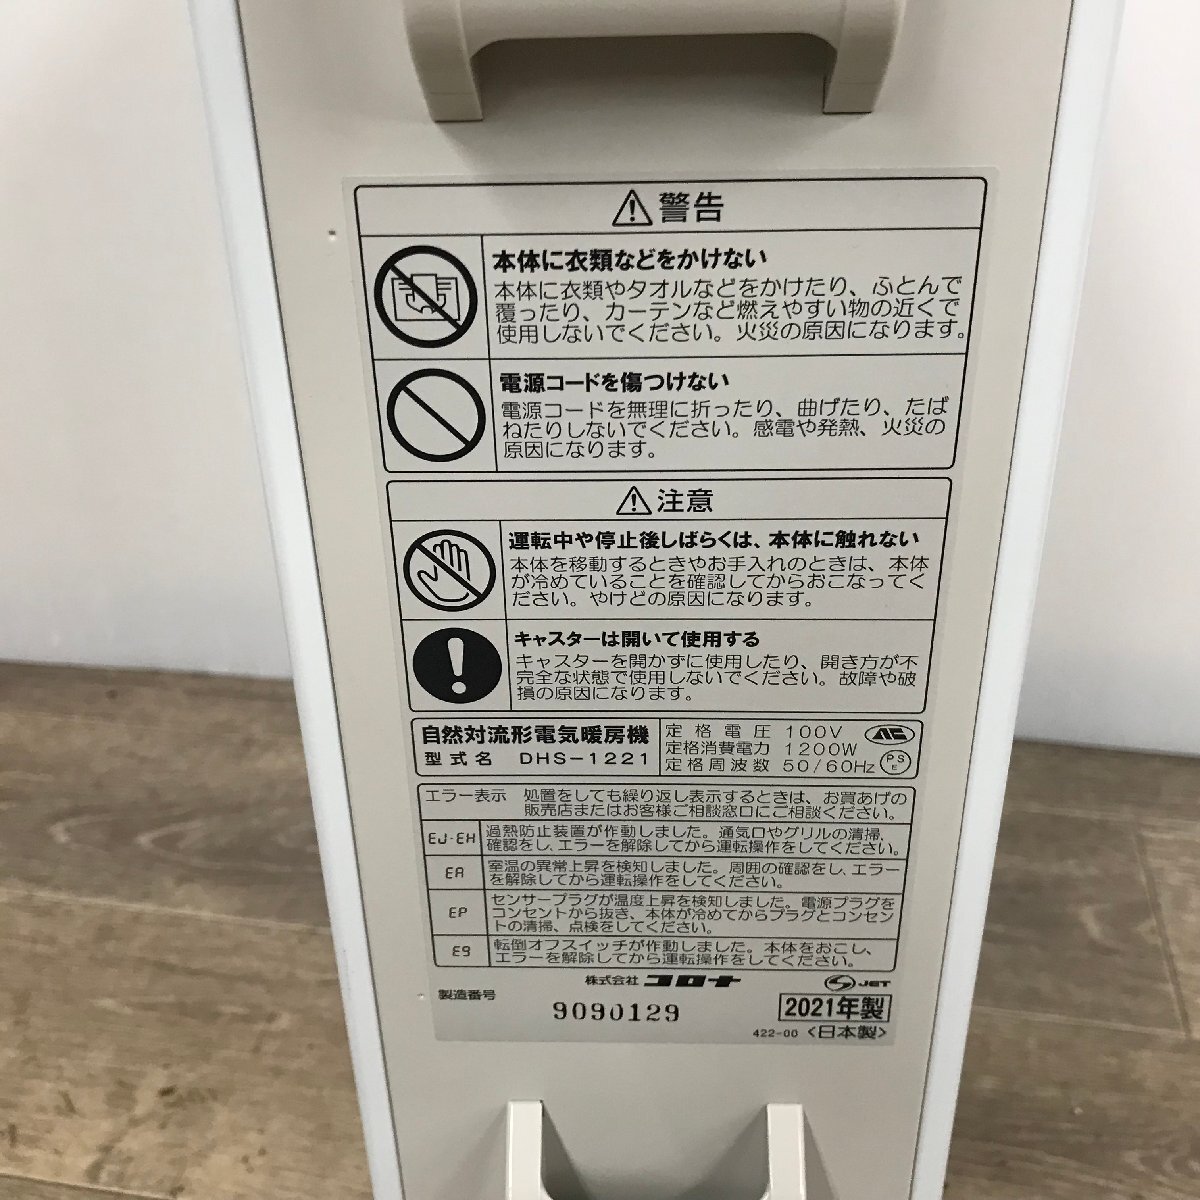 警告
本体に衣類などをかけない
本体に衣類やタオルなどをかけたり、ふとんで
覆ったり、カーテンなど燃えやすい物の近くで
使用しないでください。火災の原因になります。
電源コードを傷つけない
電源コードを無理に折ったり、曲げたり、たば
ねたりしないでください。感電や発熱、火災の
原因になります。
注意
運転中や停止後しばらくは、本体に触れない
本体を移動するときやお手入れのときは、本体
が冷めていることを確認してからおこなってく
ださい。やけどの原因になります。
キャスターは開いて使用する
キャスターを開かずに使用したり、開き方が不
完全な状態で使用しないでください。故障や破
損の原因になります。
自然対流形電気暖房機
型式名 DHS-1221
定格電圧 100V
定格消費電力 1200W
定格周波数 50/60Hz
PS
E
エラー表示 処置をしても繰り返し表示するときは、お買あげの
販売店またはお客様ご相談窓口にご相談ください。
EJ・EH 過熱防止装置が作動しました。通気口やグリルの清掃、
確認をし、エラーを解除してから運転操作をしてください。
EA 室温の異常上昇を検知しました。周囲の確認をし、エラー
を解除してから運転操作をしてください。
EP センサープラグが温度上昇を検知しました。電源プラグを
コンセントから抜き、本体が冷めてからプラグとコンセン
トの清掃、点検をしてください。
E9 転倒オフスイッチが作動しました。本体をおこし、
エラーを解除してから運転操作をしてください。
株式会社 コロナ
S JET
製造番号 9090129
2021年製
422-00 〈日本製〉